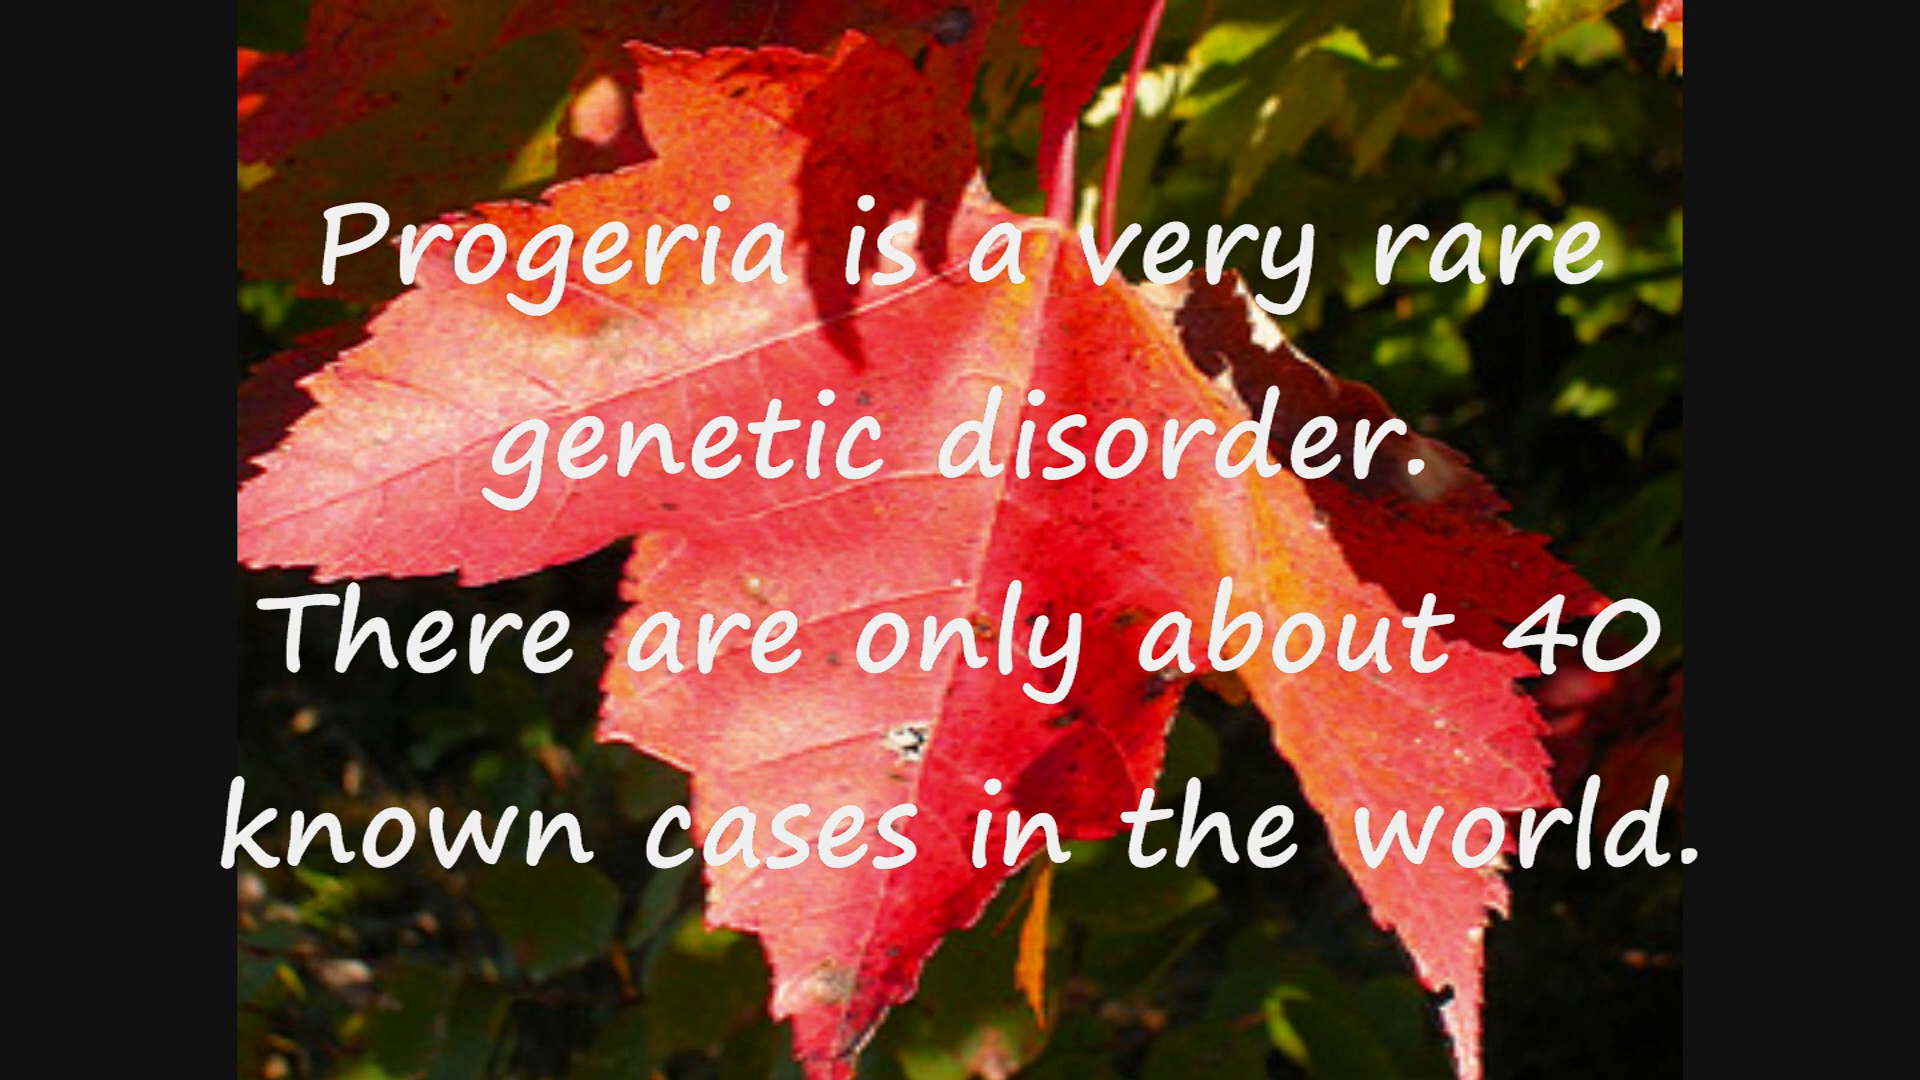 Progeria is a very rare
genetic disorder.
There are only about 40
known cases in the world.